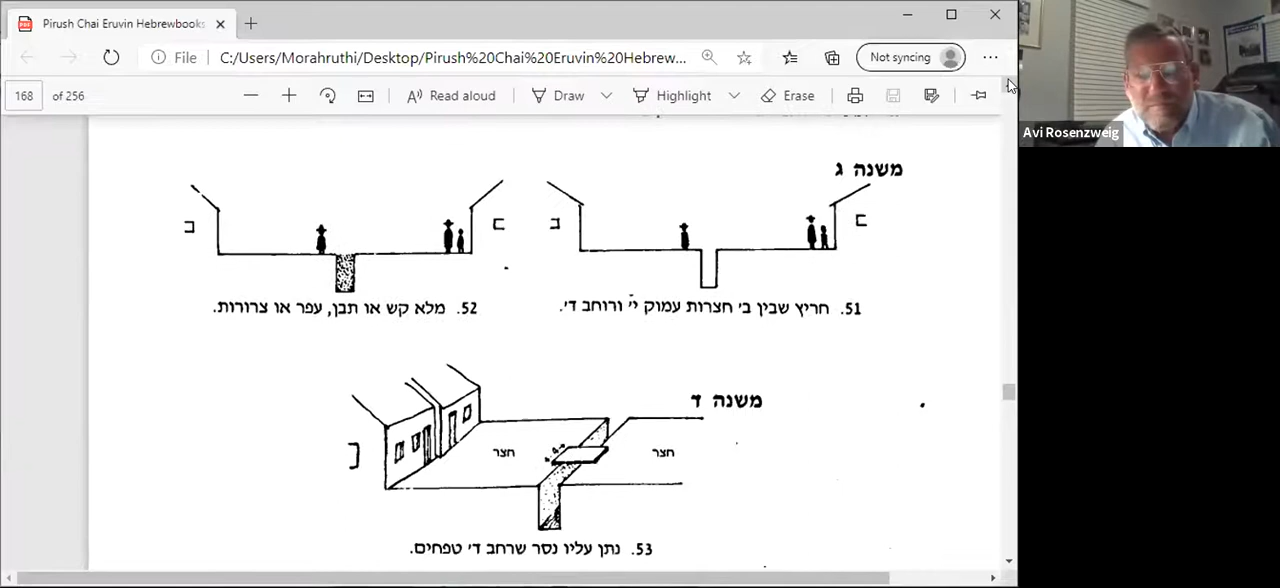 Pirush Chai Eruvin Hebrewbooks
File
C:/Users/Morahruthi/Desktop/Pirush%20Chai%20Eruvin%20Hebrew...
Not syncing
168 of 256
Read aloud
Draw
Highlight
Erase
Avi Rosenzweig
משנה ג
כ
ב
כ
ב
51. חריץ שבין ב׳ חצרות עמוק י׳ ורוחב ד׳.
52. מלא קש או תבן, עפר או צרורות.
משנה ד
חצר
חצר
53. נתן עליו נסר שרחב ד׳ טפחים.